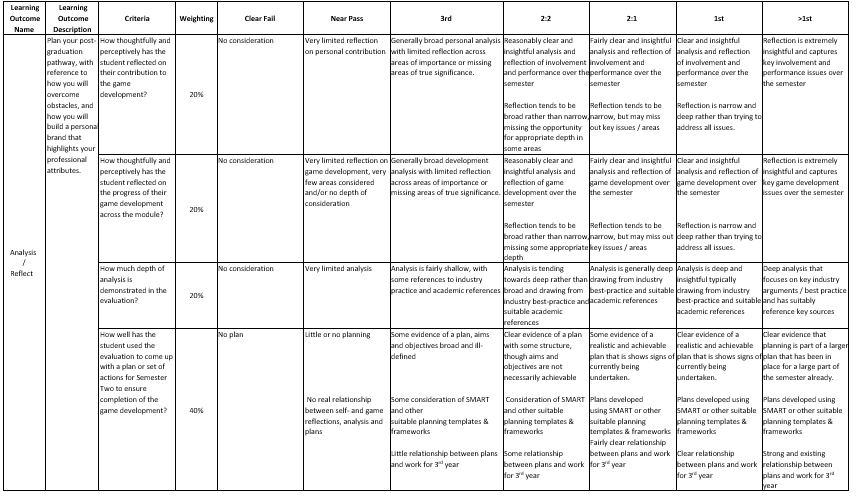 Learning
Outcome
Name
Learning
Outcome
Description
Criteria
Weighting
Clear Fail
Near Pass
3rd
2:2
2:1
1st
>1st
Analysis
/
Reflect
Plan your post-
graduation
pathway, with
reference to
how you will
overcome
obstacles, and
how you will
build a personal
brand that
highlights your
professional
attributes.
How thoughtfully and
perceptively has the
student reflected on
their contribution to
the game
development?
20%
No consideration
Very limited reflection
on personal contribution
Generally broad personal analysis
with limited reflection across
areas of importance or missing
areas of true significance.
Reasonably clear and
insightful analysis and
reflection of involvement
and performance over the
semester
Reflection tends to be
broad rather than narrow,
missing the opportunity
for appropriate depth in
some areas
Fairly clear and insightful
analysis and reflection of
involvement and
performance over the
semester
Reflection tends to be
narrow, but may miss
out key issues / areas
Clear and insightful
analysis and reflection
of involvement and
performance over the
semester
Reflection is narrow and
deep rather than trying to
address all issues.
Reflection is extremely
insightful and captures
key involvement and
performance issues over
the semester
How thoughtfully and
perceptively has the
student reflected on
the progress of their
game development
across the module?
20%
No consideration
Very limited reflection on
game development, very
few areas considered
and/or no depth of
consideration
Generally broad development
analysis with limited reflection
across areas of importance or
missing areas of true significance.
Reasonably clear and
insightful analysis and
reflection of game
development over the
semester
Reflection tends to be
broad rather than narrow,
missing some appropriate
depth
Fairly clear and insightful
analysis and reflection of
game development over
the semester
Reflection tends to be
narrow, but may miss out
key issues / areas
Clear and insightful
analysis and reflection of
game development over
the semester
Reflection is narrow and
deep rather than trying to
address all issues.
Reflection is extremely
insightful and captures
key game development
issues over the semester
How much depth of
analysis is
demonstrated in the
evaluation?
20%
No consideration
Very limited analysis
Analysis is fairly shallow, with
some references to industry
practice and academic references
Analysis is tending
towards deep rather than
broad and drawing from
industry best-practice and
suitable academic
references
Analysis is generally deep
drawing from industry
best-practice and suitable
academic references
Analysis is deep and
insightful typically
drawing from industry
best-practice and suitable
academic references
Deep analysis that
focuses on key industry
arguments / best practice
and has suitably
reference key sources
How well has the
student used the
evaluation to come up
with a plan or set of
actions for Semester
Two to ensure
completion of the
game development?
40%
No plan
Little or no planning
No real relationship
between self- and game
reflections, analysis and
plans
Some evidence of a plan, aims
and objectives broad and ill-
defined
Some consideration of SMART
and other
suitable planning templates &
frameworks
Little relationship between plans
and work for 3rd year
Clear evidence of a plan
with some structure,
though aims and
objectives are not
necessarily achievable
Consideration of SMART
and other suitable
planning templates &
frameworks
Some relationship
between plans and work
for 3rd year
Some evidence of a
realistic and achievable
plan that is shows signs of
currently being
undertaken.
Plans developed
using SMART or other
suitable planning
templates & frameworks
Fairly clear relationship
between plans and work
for 3rd year
Clear evidence of a
realistic and achievable
plan that is shows signs of
currently being
undertaken.
Plans developed using
SMART or other suitable
planning templates &
frameworks
Clear relationship
between plans and work
for 3rd year
Clear evidence that
planning is part of a larger
plan that has been in
place for a large part of
the semester already.
Plans developed using
SMART or other suitable
planning templates &
frameworks
Strong and existing
relationship between
plans and work for 3rd
year